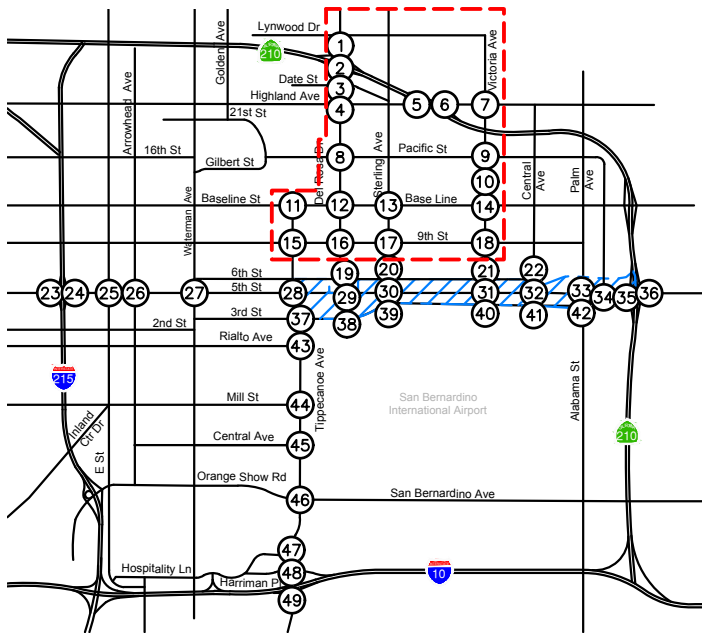 Lynwood Dr
Golden Ave
Victoria Ave
210
1
2
Date St
3
Highland Ave
4
5
6
7
21st St
Arrowhead Ave
16th St
Gilbert St
Del Rosa Dr
8
Sterling Ave
Pacific St
9
Central Ave
Palm Ave
10
Waterman Ave
Baseline St
11
12
13
Base Line
14
15
16
17
9th St
18
6th St
19
20
21
22
5th St
23
24
25
26
27
28
29
30
31
32
33
34
35
36
3rd St
37
38
39
40
41
42
2nd St
Rialto Ave
43
215
Tippecanoe Ave
San Bernardino
International Airport
Alabama St
Mill St
44
Inland
Ctr Dr
E St
Central Ave
45
210
Orange Show Rd
46
San Bernardino Ave
47
Hospitality Ln
48
10
Harriman P
49